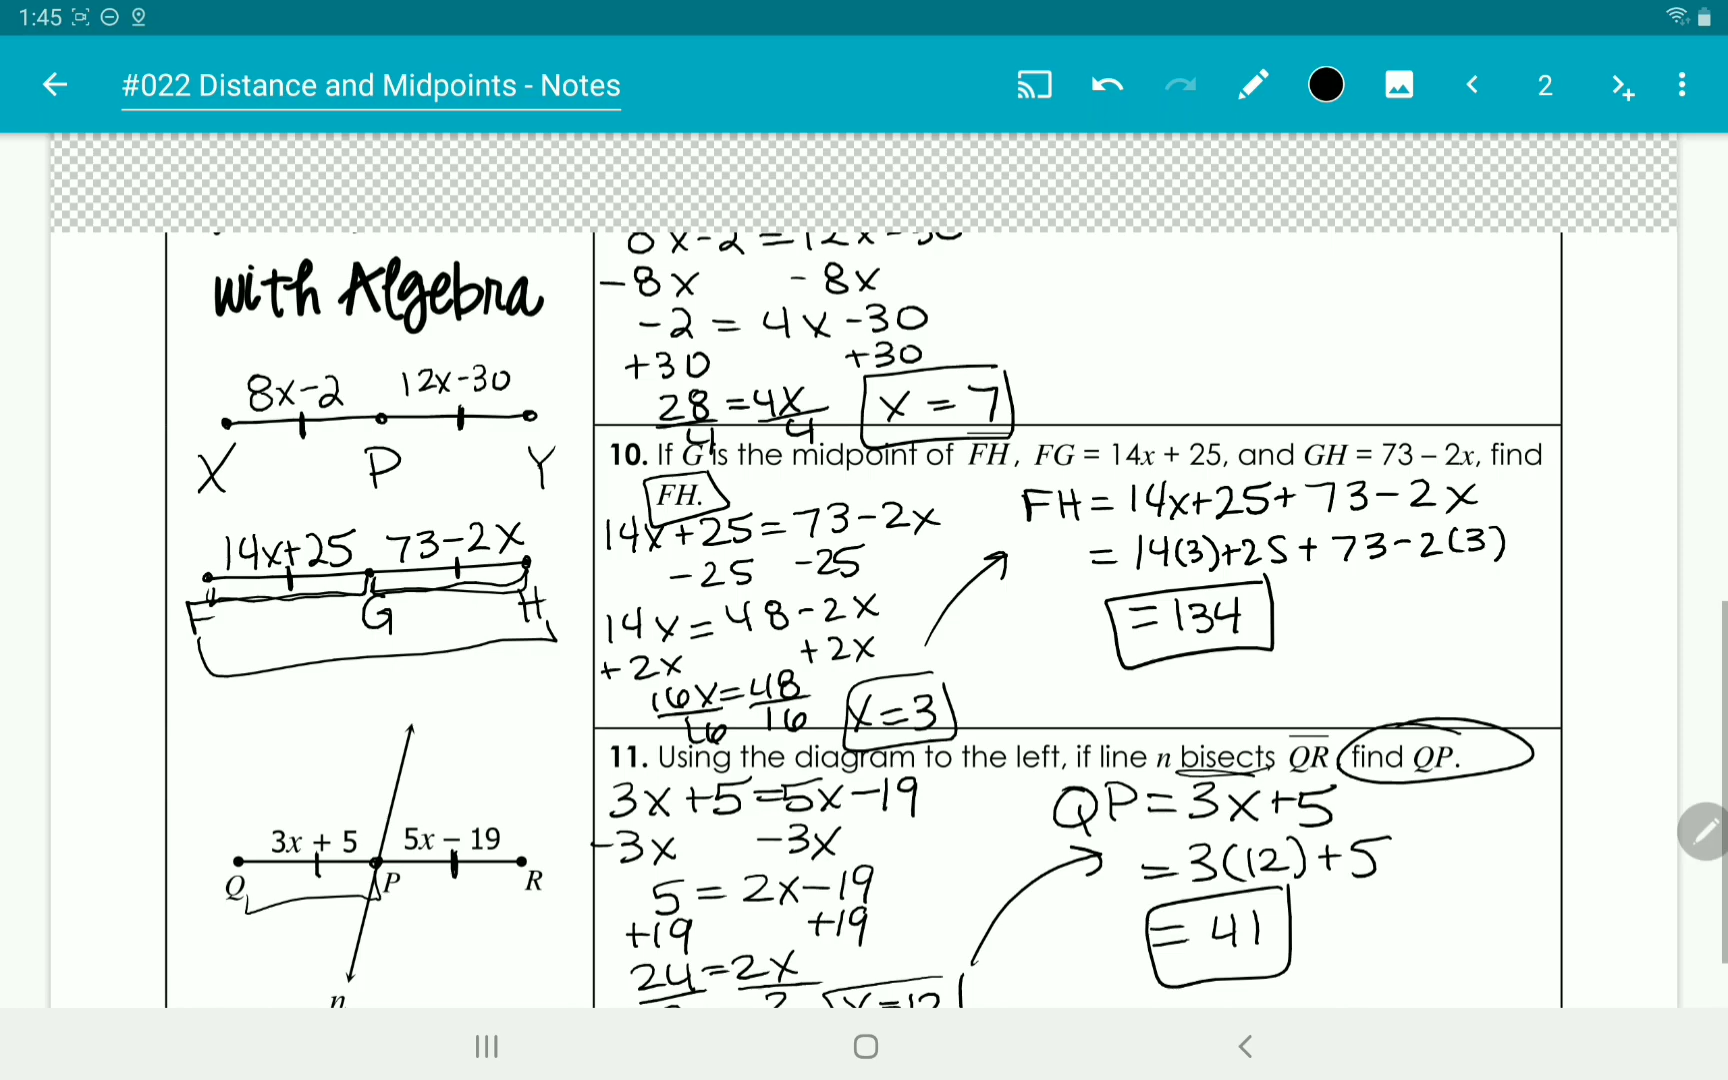 1:45
#022 Distance and Midpoints - Notes
2
with Algebra
8x-2 12x-30
X P Y
-8x -8x
-2 = 4x-30
+30 +30
28 = 4x x = 7
4 4
10. If G is the midpoint of FH, FG = 14x + 25, and GH = 73 – 2x, find
FH.
14x+25 73-2x
F G H
14x+25=73-2x
-25 -25
14x=48-2x
+2x +2x
16x=48 x=3
16 16
FH=14x+25+73-2x
=14(3)+25+73-2(3)
=134
11. Using the diagram to the left, if line n bisects QR find QP.
3x + 5 5x – 19
Q P R
n
3x+5=5x-19
-3x -3x
5=2x-19
+19 +19
24=2x
2 x=12
QP=3x+5
=3(12)+5
=41